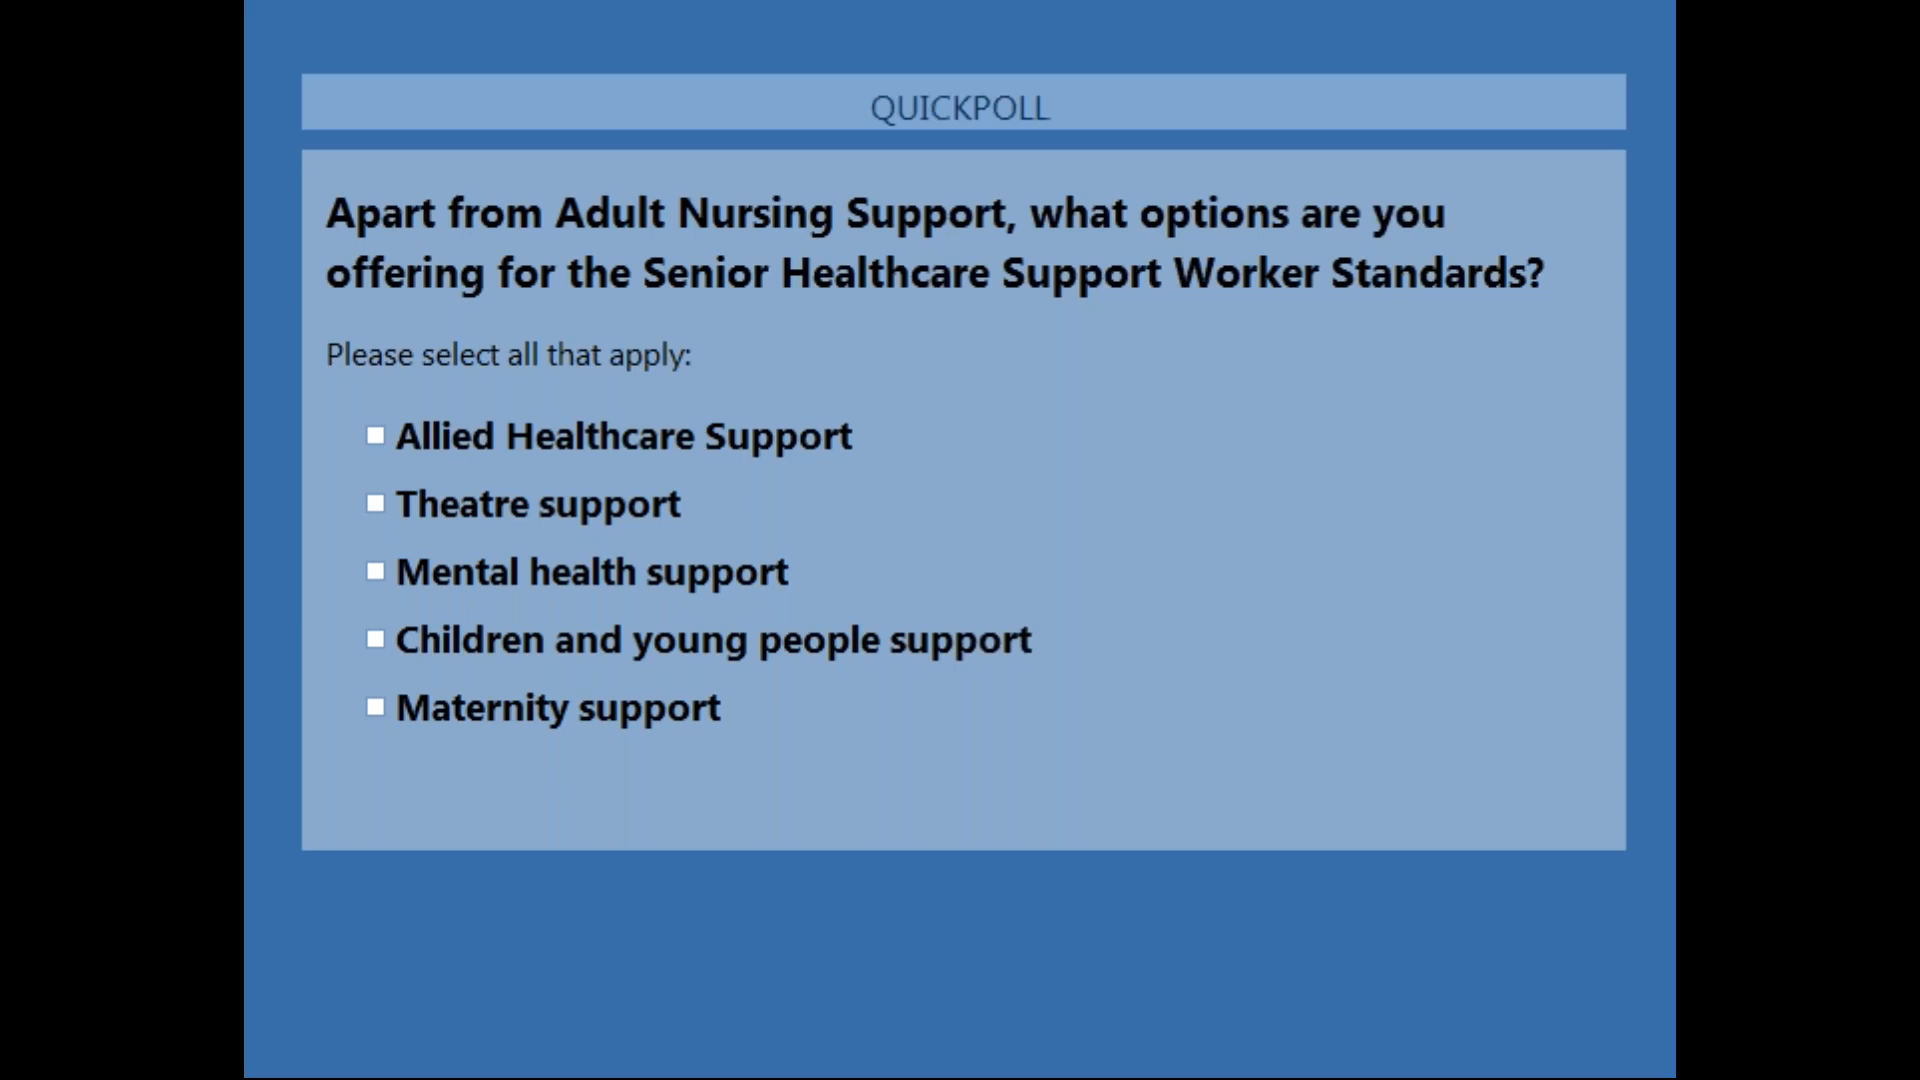 QUICKPOLL
Apart from Adult Nursing Support, what options are you
offering for the Senior Healthcare Support Worker Standards?
Please select all that apply:
Allied Healthcare Support
Theatre support
Mental health support
Children and young people support
Maternity support